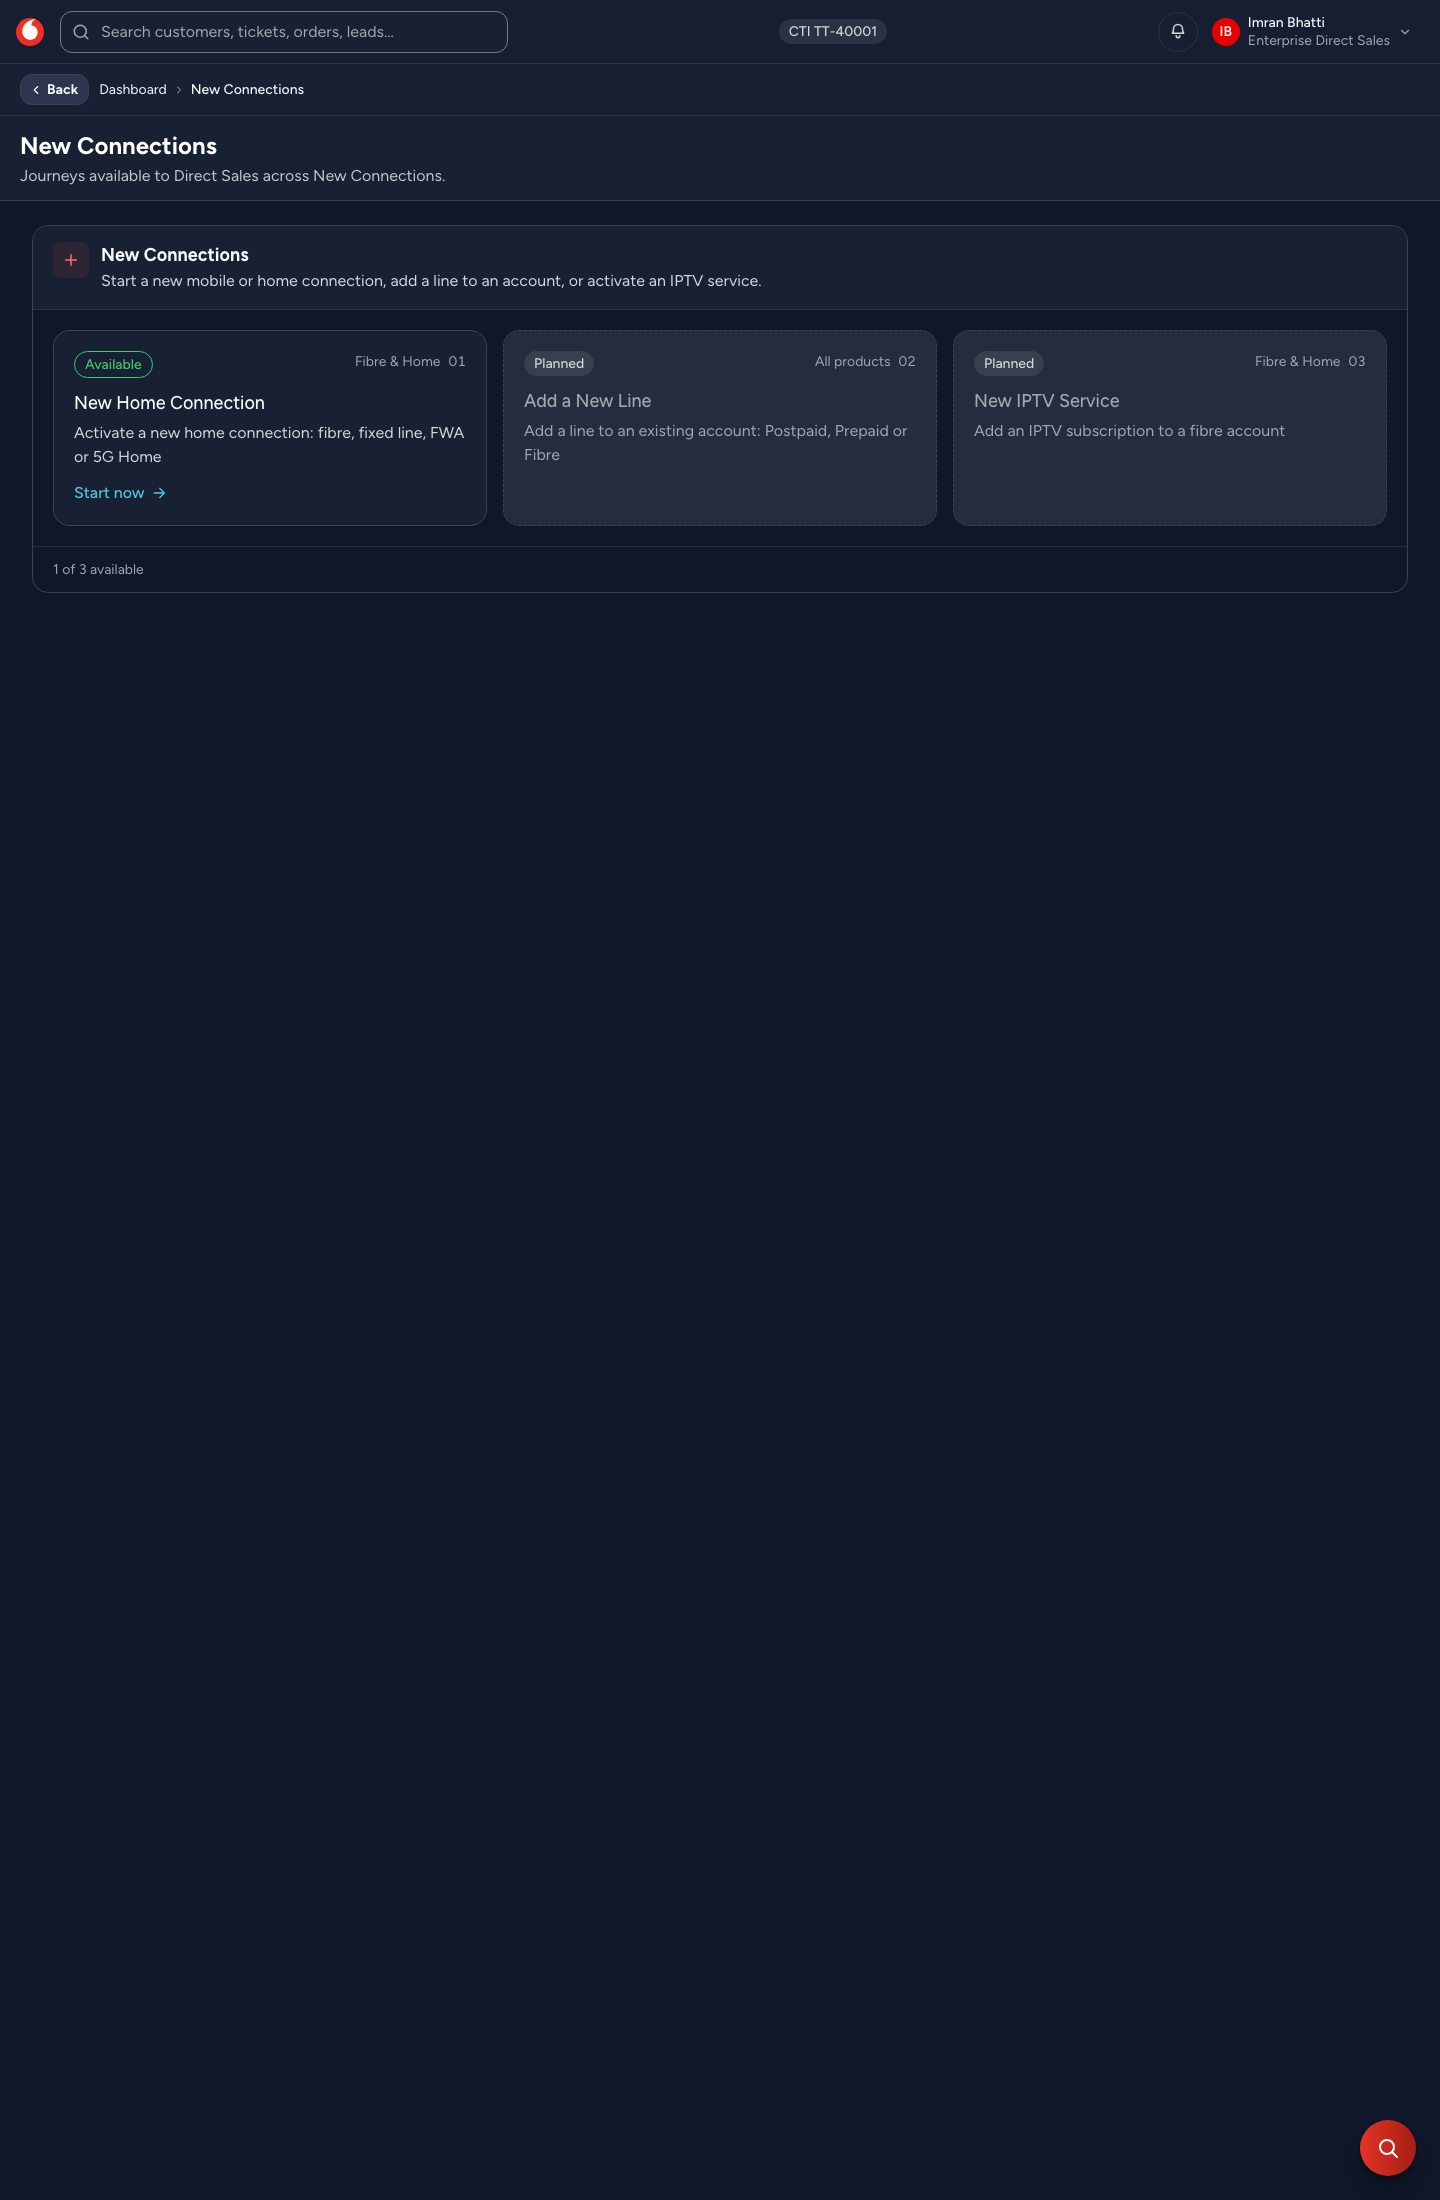 Search customers, tickets, orders, leads...
CTI TT-40001
IB
Imran Bhatti
Enterprise Direct Sales
Back
Dashboard
New Connections
New Connections
Journeys available to Direct Sales across New Connections.
New Connections
Start a new mobile or home connection, add a line to an account, or activate an IPTV service.
Available
Fibre & Home 01
New Home Connection
Activate a new home connection: fibre, fixed line, FWA
or 5G Home
Start now
Planned
All products 02
Add a New Line
Add a line to an existing account: Postpaid, Prepaid or
Fibre
Planned
Fibre & Home 03
New IPTV Service
Add an IPTV subscription to a fibre account
1 of 3 available